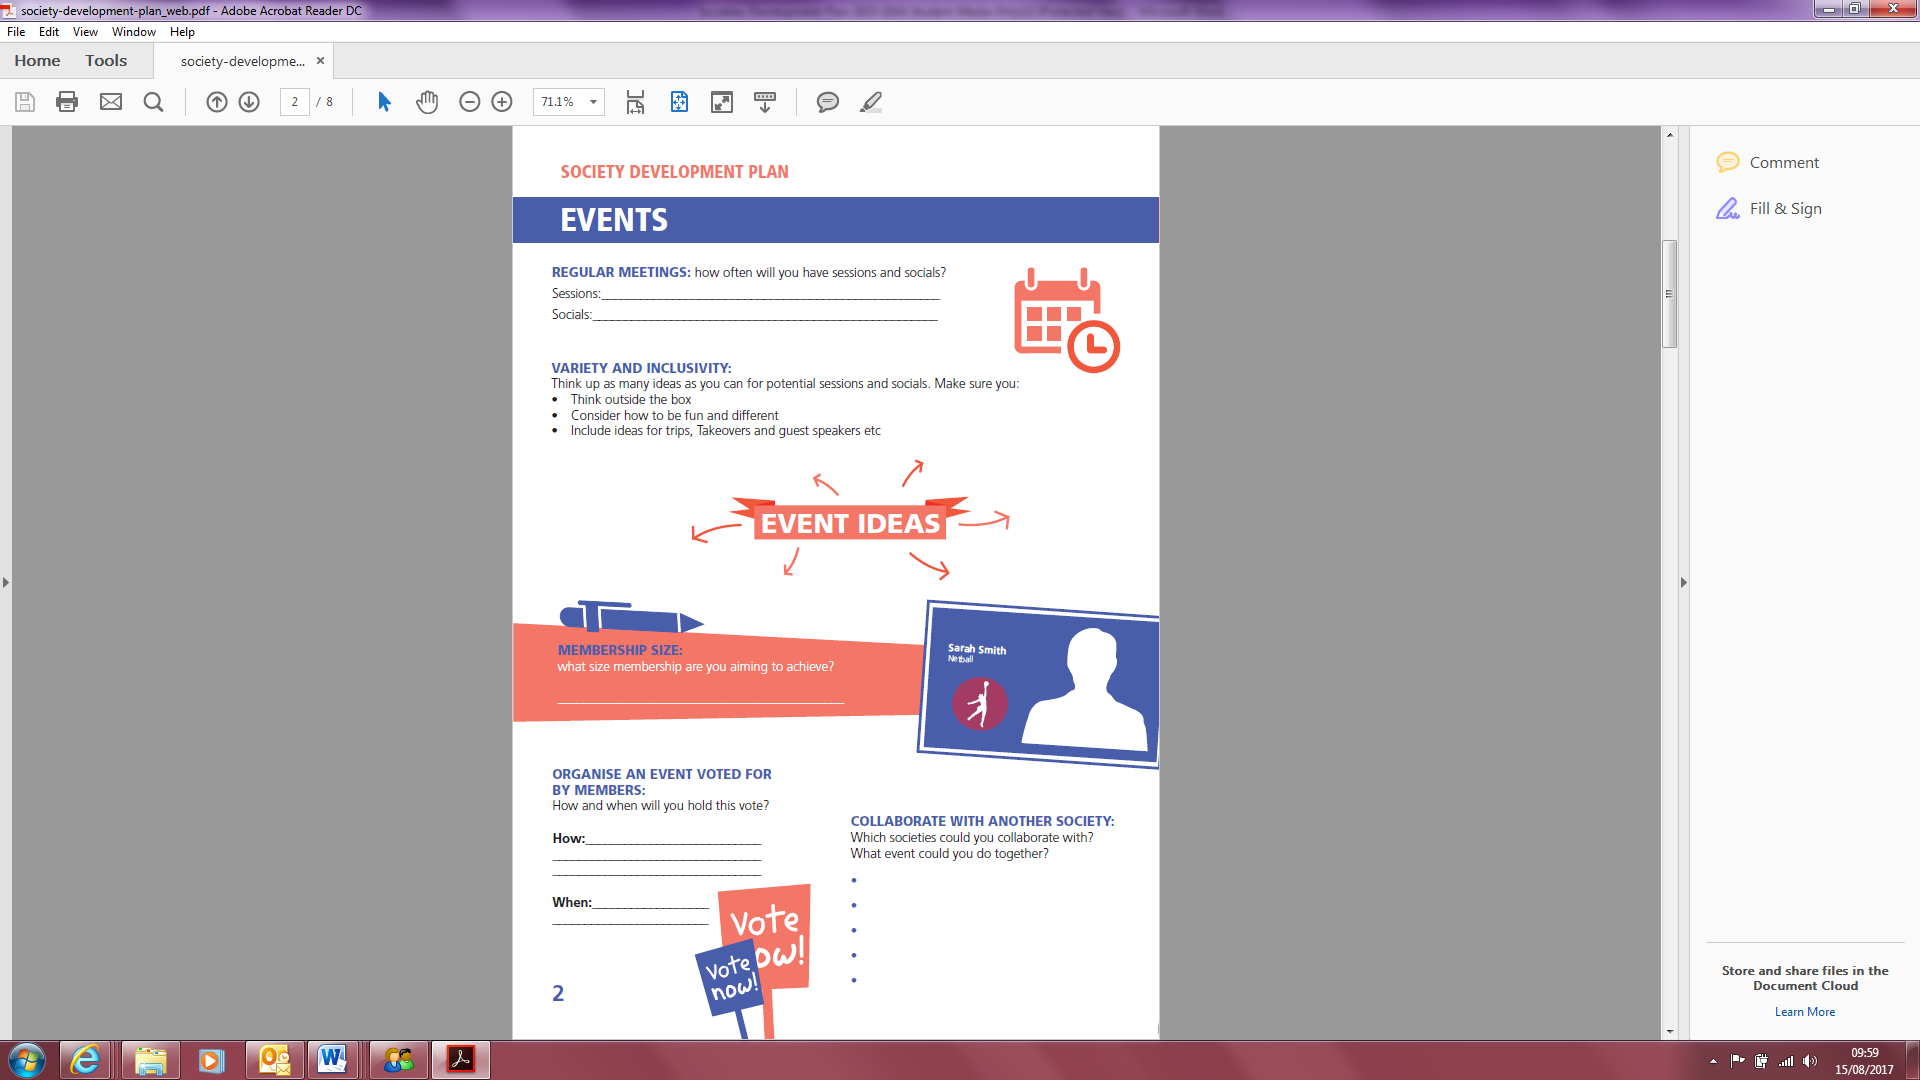 society-development-plan_web.pdf - Adobe Acrobat Reader DC
File Edit View Window Help
Home Tools society-developme... ×
2 / 8 71.1%
SOCIETY DEVELOPMENT PLAN
EVENTS
REGULAR MEETINGS: how often will you have sessions and socials?
Sessions:
Socials:
VARIETY AND INCLUSIVITY:
Think up as many ideas as you can for potential sessions and socials. Make sure you:
• Think outside the box
• Consider how to be fun and different
• Include ideas for trips, Takeovers and guest speakers etc
EVENT IDEAS
MEMBERSHIP SIZE:
what size membership are you aiming to achieve?
Sarah Smith
Netball
ORGANISE AN EVENT VOTED FOR
BY MEMBERS:
How and when will you hold this vote?
How:
When:
COLLABORATE WITH ANOTHER SOCIETY:
Which societies could you collaborate with?
What event could you do together?
•
•
•
•
•
Vote
ow!
Vote
now!
2
Comment
Fill & Sign
Store and share files in the
Document Cloud
Learn More
09:59
15/08/2017